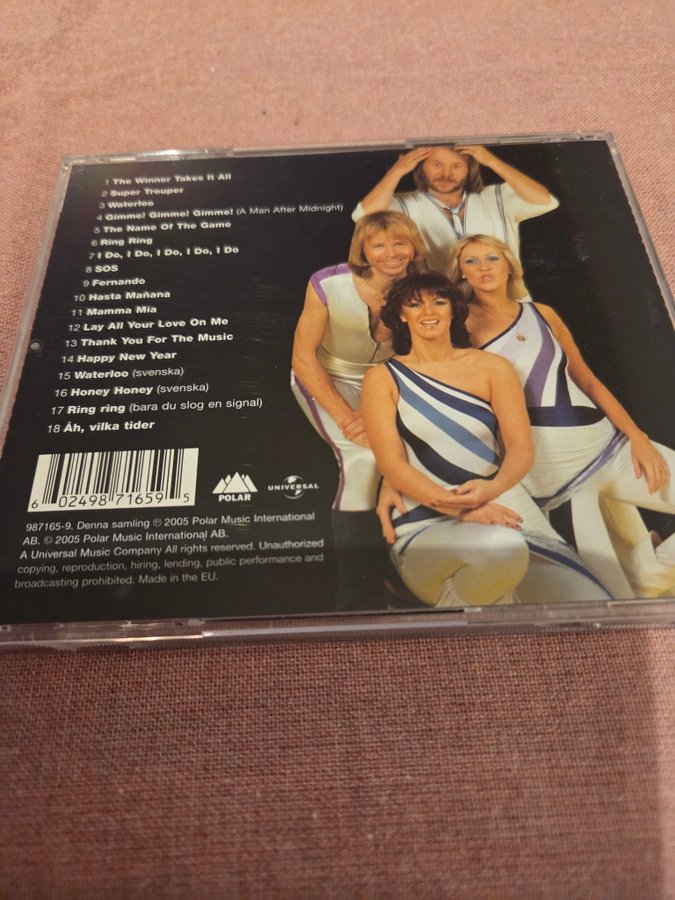 1 The Winner Takes It All
2 Super Trouper
3 Waterloo
4 Gimme! Gimme! Gimme! (A Man After Midnight)
5 The Name Of The Game
6 Ring Ring
7 I Do, I Do, I Do, I Do, I Do
8 SOS
9 Fernando
10 Hasta Mañana
11 Mamma Mia
12 Lay All Your Love On Me
13 Thank You For The Music
14 Happy New Year
15 Waterloo (svenska)
16 Honey Honey (svenska)
17 Ring ring (bara du slog en signal)
18 Åh, vilka tider
6 02498 71659 5
POLAR
UNIVERSAL
987165-9. Denna samling ℗ 2005 Polar Music International
AB. © 2005 Polar Music International AB.
A Universal Music Company All rights reserved. Unauthorized
copying, reproduction, hiring, lending, public performance and
broadcasting prohibited. Made in the EU.